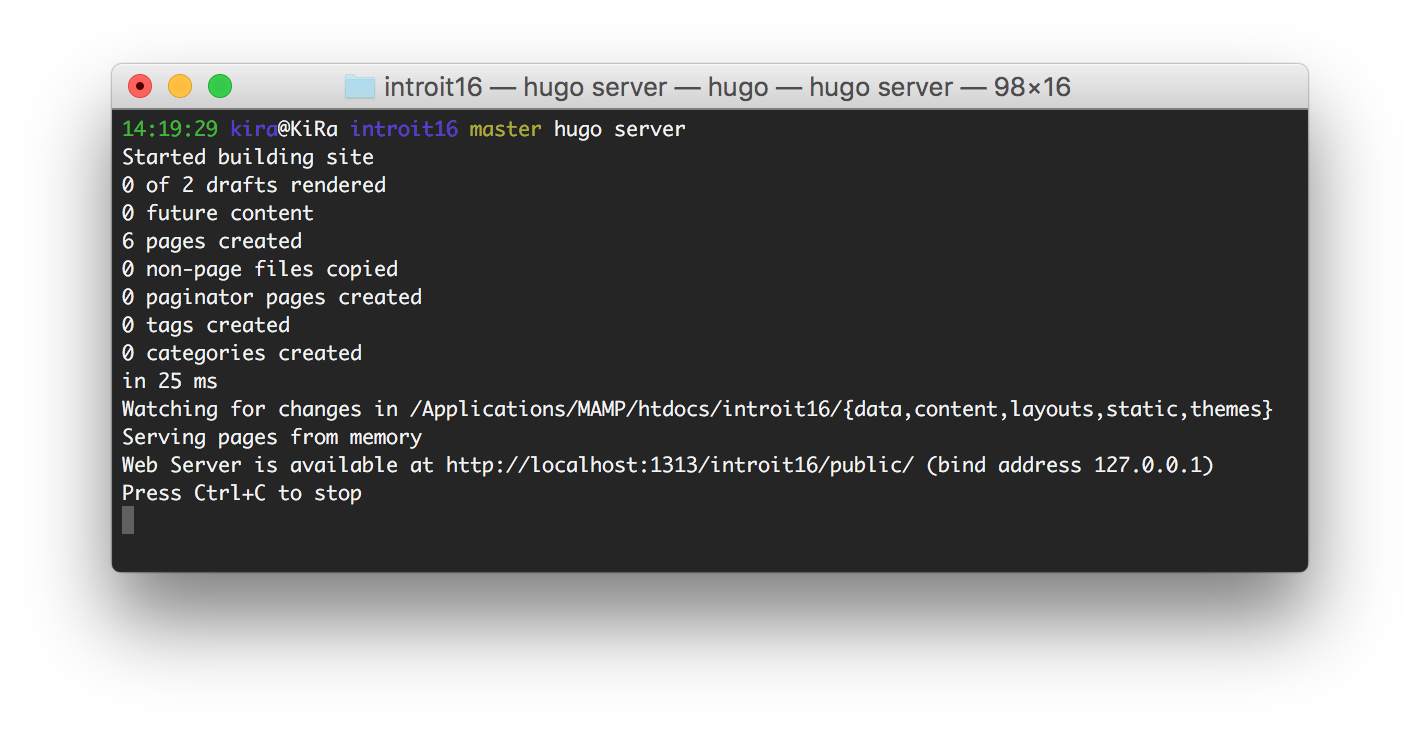 introit16 — hugo server — hugo — hugo server — 98×16
14:19:29 kira@KiRa introit16 master hugo server
Started building site
0 of 2 drafts rendered
0 future content
6 pages created
0 non-page files copied
0 paginator pages created
0 tags created
0 categories created
in 25 ms
Watching for changes in /Applications/MAMP/htdocs/introit16/{data,content,layouts,static,themes}
Serving pages from memory
Web Server is available at http://localhost:1313/introit16/public/ (bind address 127.0.0.1)
Press Ctrl+C to stop